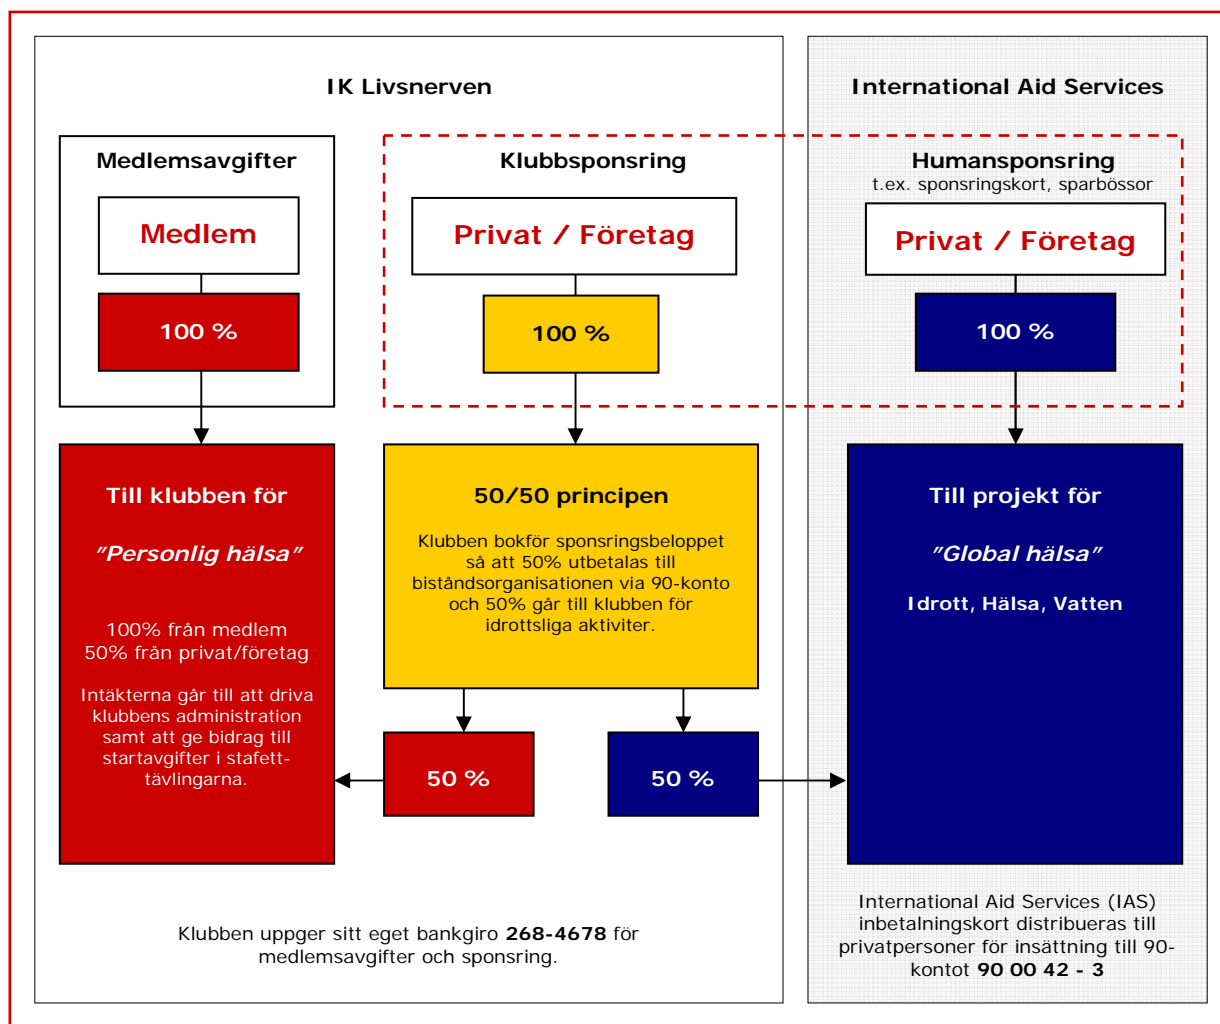 IK Livsnerven
International Aid Services
Medlemsavgifter
Medlem
100 %
Klubbsponsring
Privat / Företag
100 %
Humansponsring
t.ex. sponsringskort, sparbössor
Privat / Företag
100 %
Till klubben för
”Personlig hälsa”
100% från medlem
50% från privat/företag
Intäkterna går till att driva
klubbens administration
samt att ge bidrag till
startavgifter i stafett-
tävlingarna.
50/50 principen
Klubben bokför sponsringsbeloppet
så att 50% utbetalas till
biståndsorganisationen via 90-konto
och 50% går till klubben för
idrottsliga aktiviter.
50 %
50 %
Till projekt för
”Global hälsa”
Idrott, Hälsa, Vatten
Klubben uppger sitt eget bankgiro 268-4678 för
medlemsavgifter och sponsring.
International Aid Services (IAS)
inbetalningskort distribueras till
privatpersoner för insättning till 90-
kontot 90 00 42 - 3